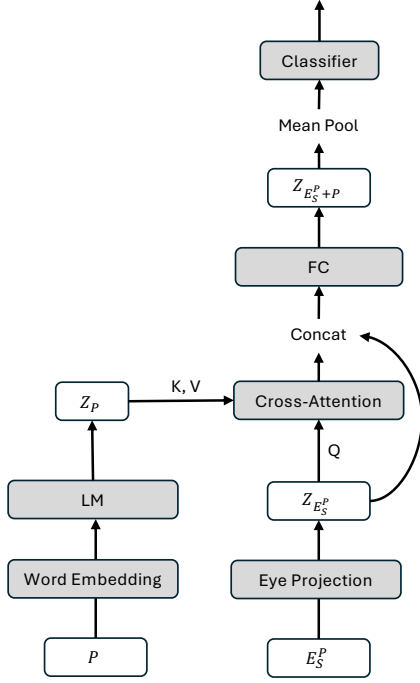 Classifier
Mean Pool
Z_{E_S^P+P}
FC
Concat
K, V
Z_P
Cross-Attention
Q
LM
Z_{E_S^P}
Word Embedding
Eye Projection
P
E_S^P